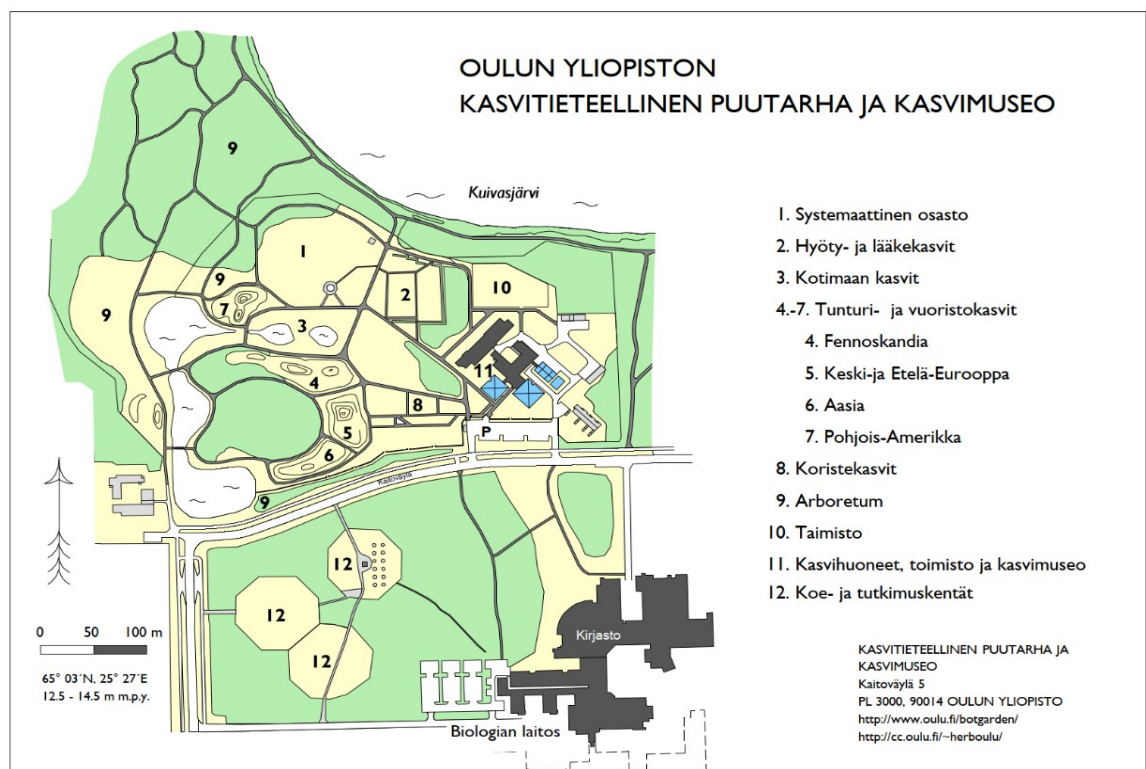 OULUN YLIOPISTON
KASVITIETEELLINEN PUUTARHA JA KASVIMUSEO
Kuivasjärvi
9
1
9
9
7
3
2
10
4
11
8
5
6
P
9
Kaitoväylä
12
12
12
Kirjasto
Biologian laitos
0 50 100 m
65° 03´N, 25° 27´E
12.5 - 14.5 m m.p.y.
1. Systemaattinen osasto
2. Hyöty- ja lääkekasvit
3. Kotimaan kasvit
4.-7. Tunturi- ja vuoristokasvit
4. Fennoskandia
5. Keski-ja Etelä-Eurooppa
6. Aasia
7. Pohjois-Amerikka
8. Koristekasvit
9. Arboretum
10. Taimisto
11. Kasvihuoneet, toimisto ja kasvimuseo
12. Koe- ja tutkimuskentät
KASVITIETEELLINEN PUUTARHA JA
KASVIMUSEO
Kaitoväylä 5
PL 3000, 90014 OULUN YLIOPISTO
http://www.oulu.fi/botgarden/
http://cc.oulu.fi/~herboulu/